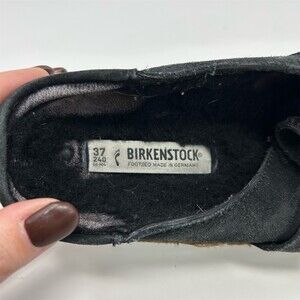 37
240
BIRKENSTOCK®
FOOTBED MADE IN GERMANY